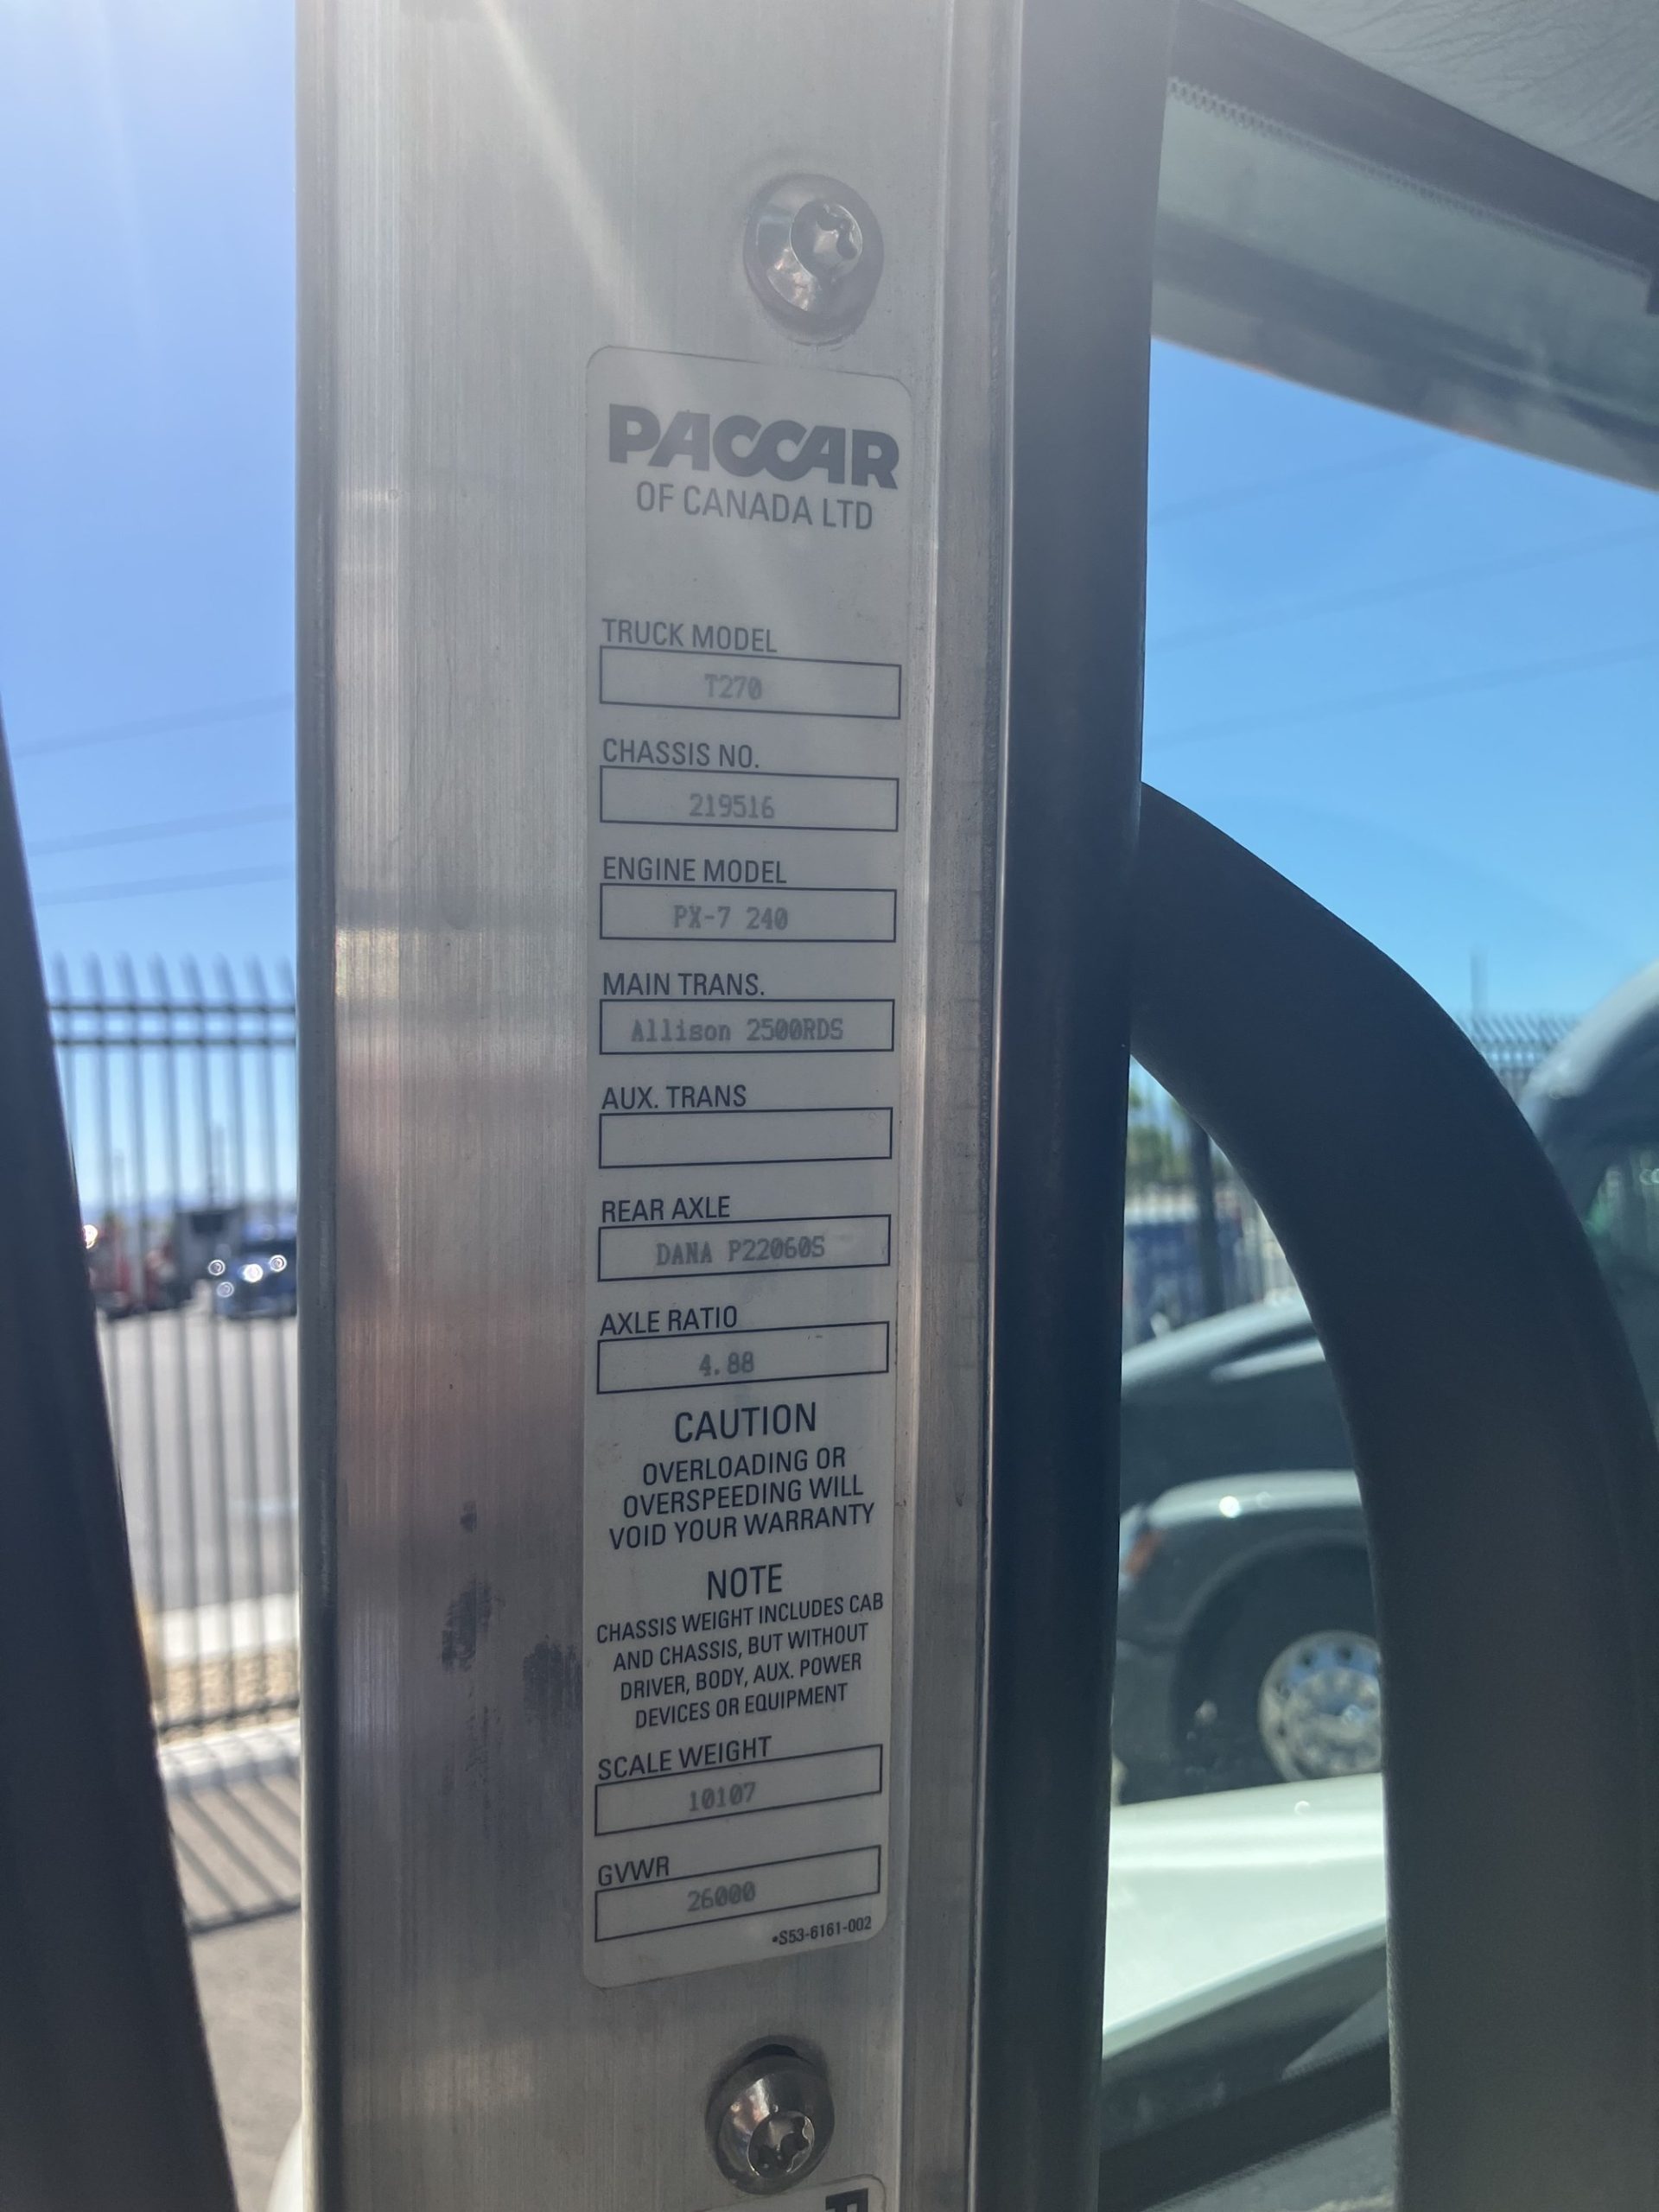 PACCAR
OF CANADA LTD
TRUCK MODEL
T270
CHASSIS NO.
219516
ENGINE MODEL
PX-7 240
MAIN TRANS.
Allison 2500RDS
AUX. TRANS
REAR AXLE
DANA P22060S
AXLE RATIO
4.88
CAUTION
OVERLOADING OR
OVERSPEEDING WILL
VOID YOUR WARRANTY
NOTE
CHASSIS WEIGHT INCLUDES CAB
AND CHASSIS, BUT WITHOUT
DRIVER, BODY, AUX. POWER
DEVICES OR EQUIPMENT
SCALE WEIGHT
10107
GVWR
26000
•S53-6161-002